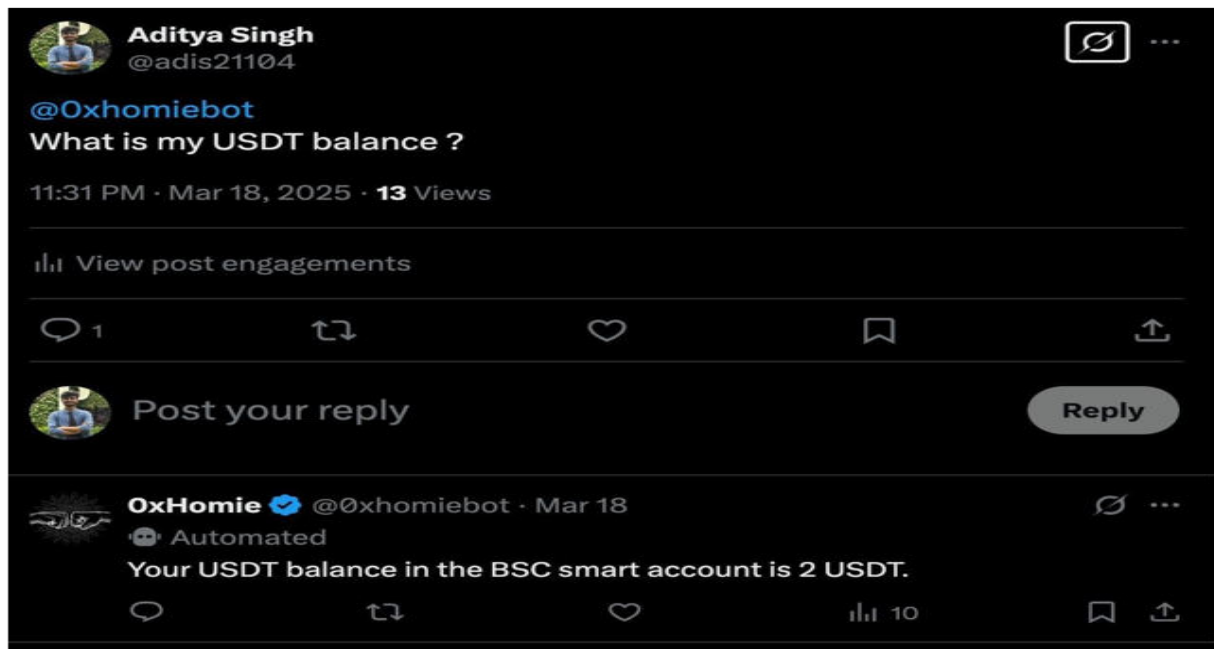 Aditya Singh
@adis21104
@0xhomiebot
What is my USDT balance ?
11:31 PM · Mar 18, 2025 · 13 Views
View post engagements
1
Post your reply
Reply
0xHomie @0xhomiebot · Mar 18
Automated
Your USDT balance in the BSC smart account is 2 USDT.
10